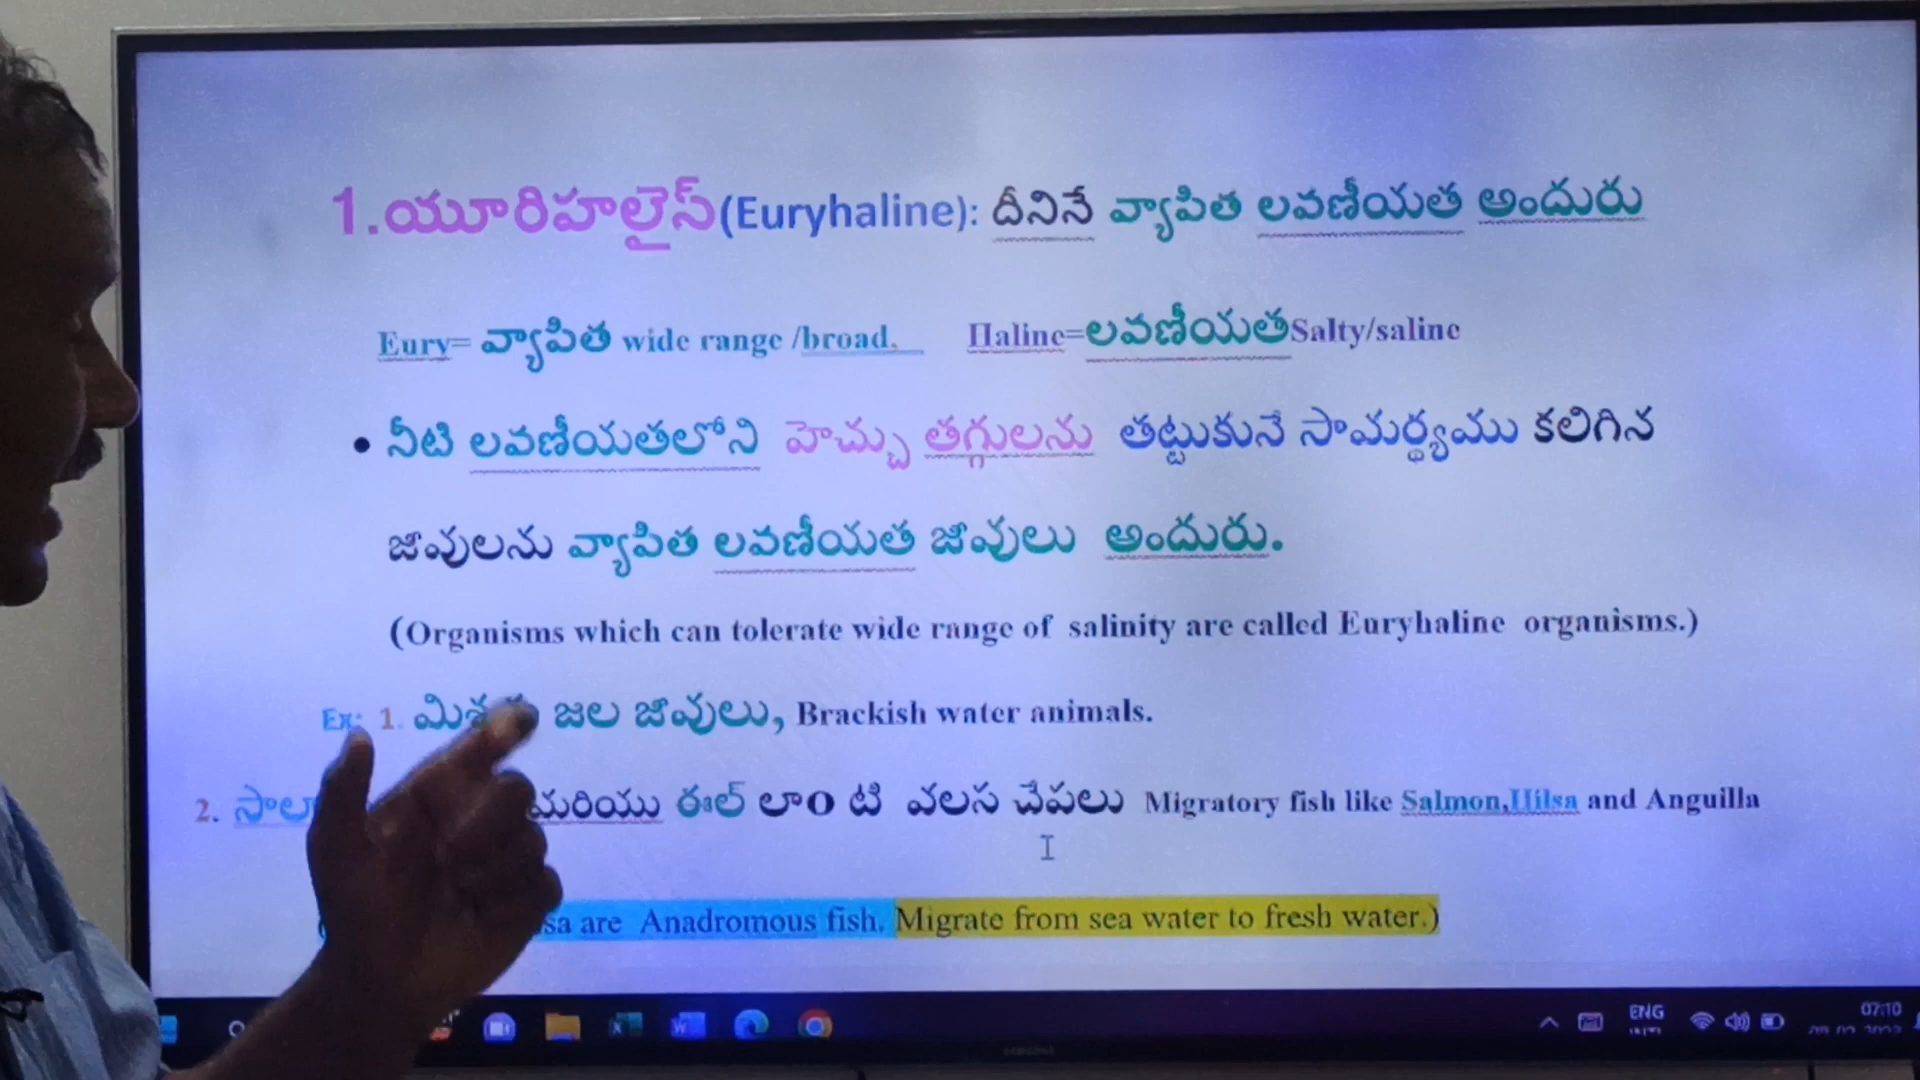 1.యూరిహలైన్(Euryhaline): దీనినే వ్యాపిత లవణీయత అందురు
Eury= వ్యాపిత wide range /broad, Haline=లవణీయతSalty/saline
• నీటి లవణీయతలోని హెచ్చు తగ్గులను తట్టుకునే సామర్థ్యము కలిగిన
జీవులను వ్యాపిత లవణీయత జీవులు అందురు.
(Organisms which can tolerate wide range of salinity are called Euryhaline organisms.)
Ex: 1. జల జీవులు, Brackish water animals.
2. మరియు ఈల్ లాం టి వలస చేపలు Migratory fish like Salmon,Hilsa and Anguilla
are Anadromous fish. Migrate from sea water to fresh water.)
ENG
07:10
SAMSUNG